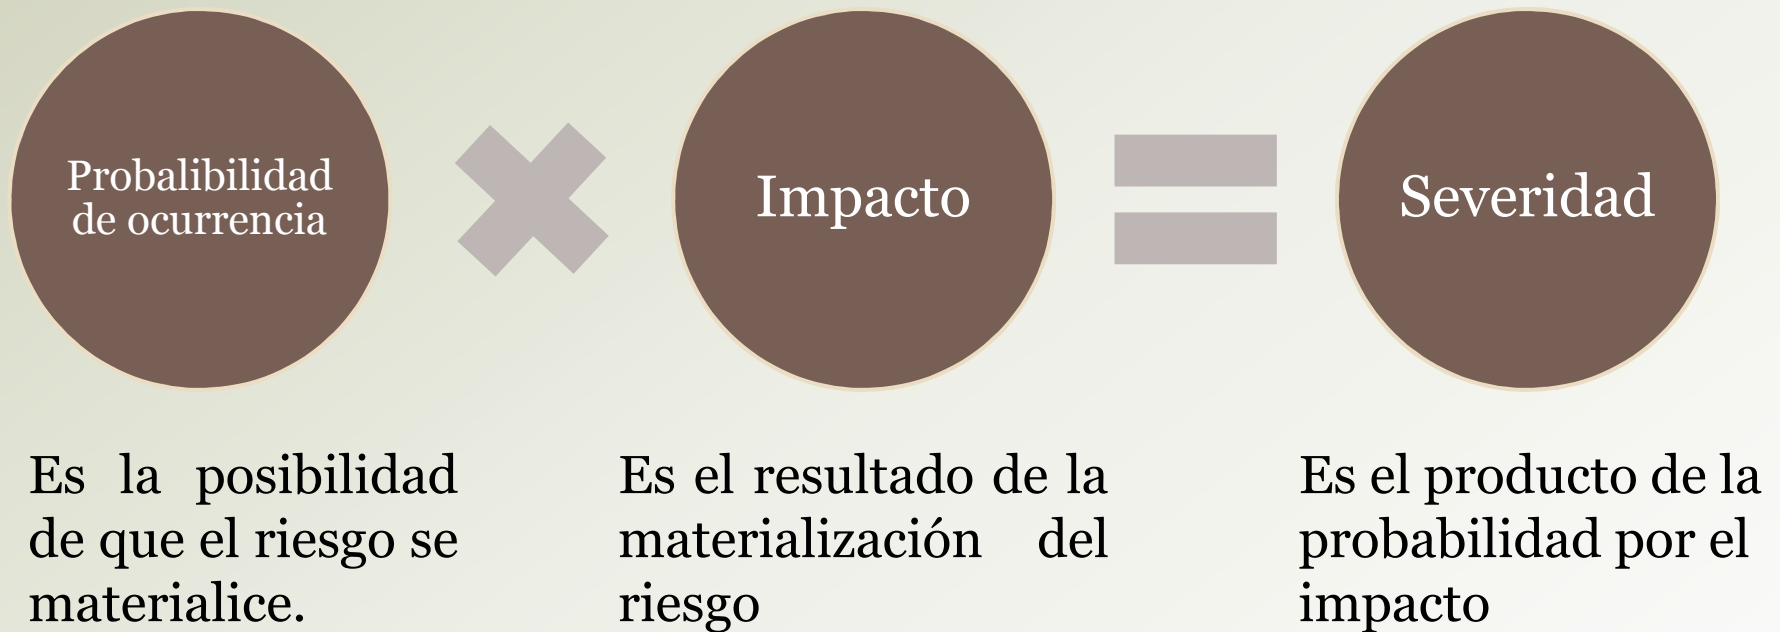 Probalibilidad
de ocurrencia
Impacto
Severidad
Es la posibilidad
de que el riesgo se
materialice.
Es el resultado de la
materialización del
riesgo
Es el producto de la
probabilidad por el
impacto